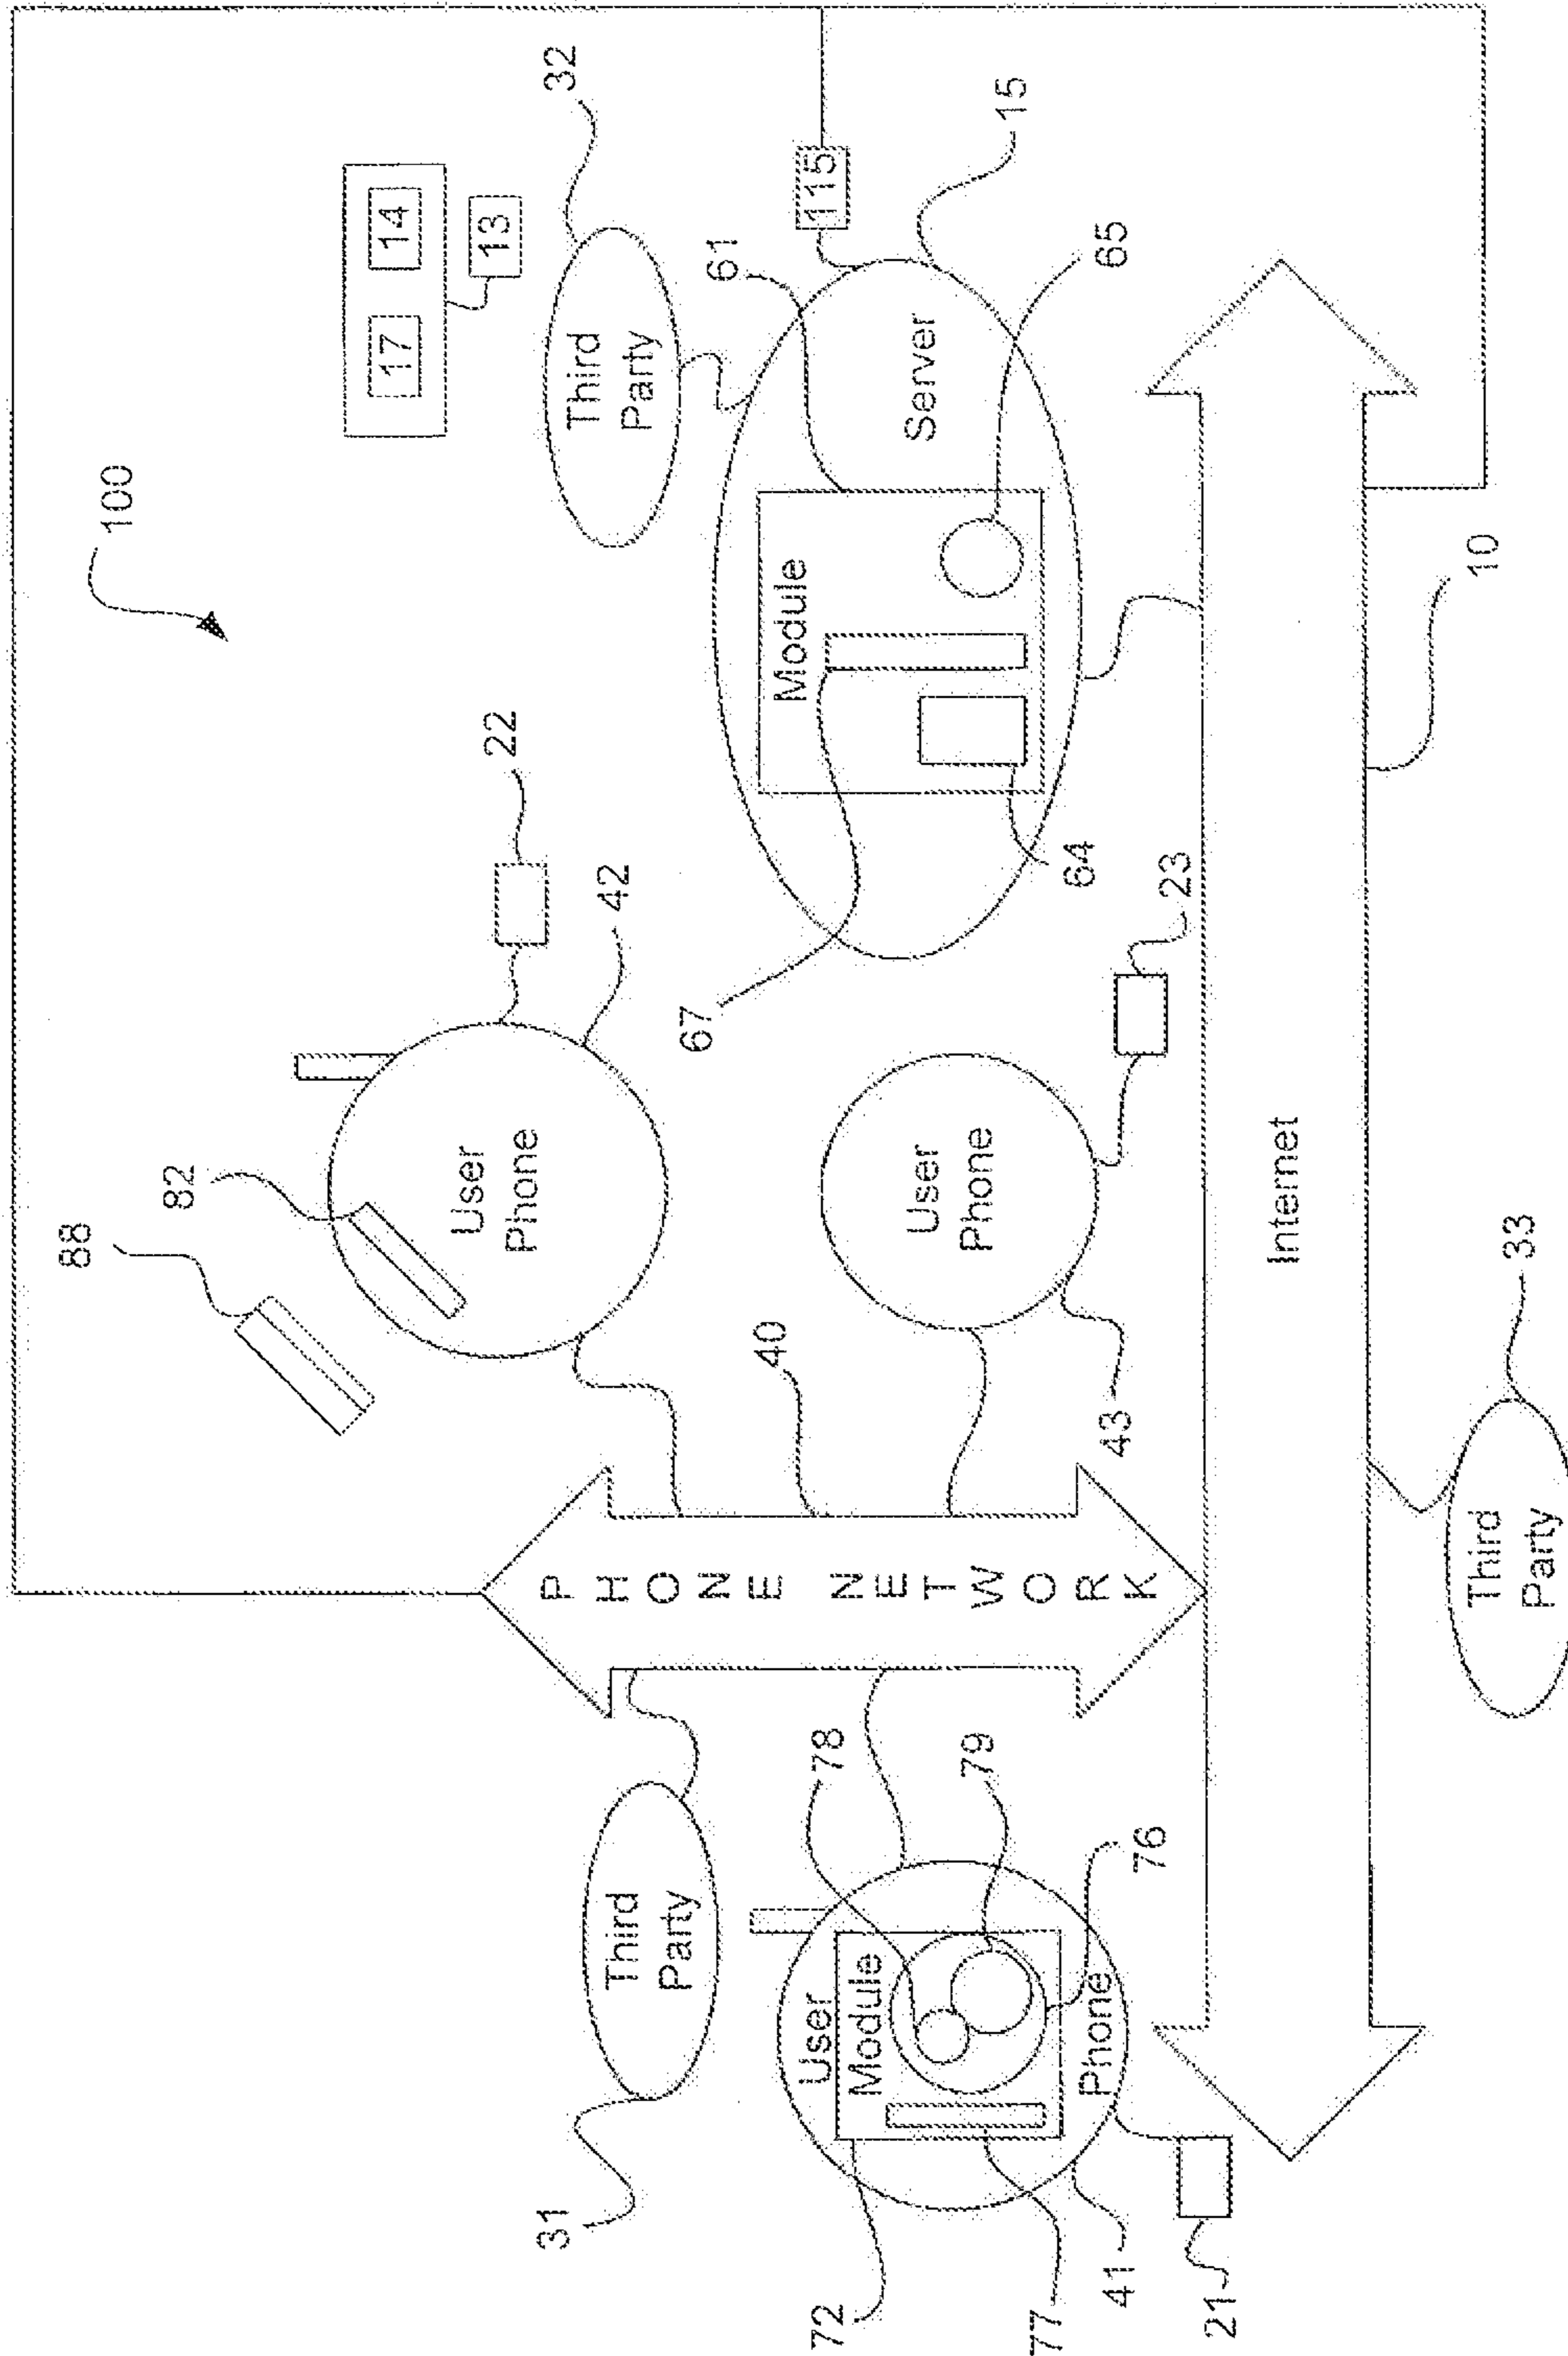 100
88
82
22
42
17
14
13
32
Third
Party
61
115
15
Server
Module
65
67
64
31
Third
Party
PHONE NETWORK
40
User
Phone
User
Phone
43
23
78
79
76
User
Module
Phone
72
77
41
21
Internet
10
Third
Party
33